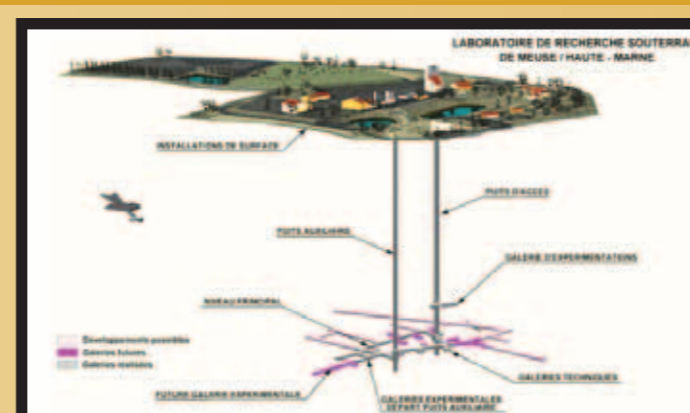 LABORATOIRE DE RECHERCHE SOUTERRA
DE MEUSE / HAUTE - MARNE
INSTALLATIONS DE SURFACE
PUITS D'ACCES
PUITS AUXILIAIRE
GALERIE D'EXPERIMENTATIONS
NIVEAU PRINCIPAL
Développements possibles
Galeries futures
Galeries réalisées
GALERIES TECHNIQUES
FUTURE GALERIE EXPERIMENTALE
GALERIES EXPERIMENTALES
DEPART PUITS AUXILIAIRE